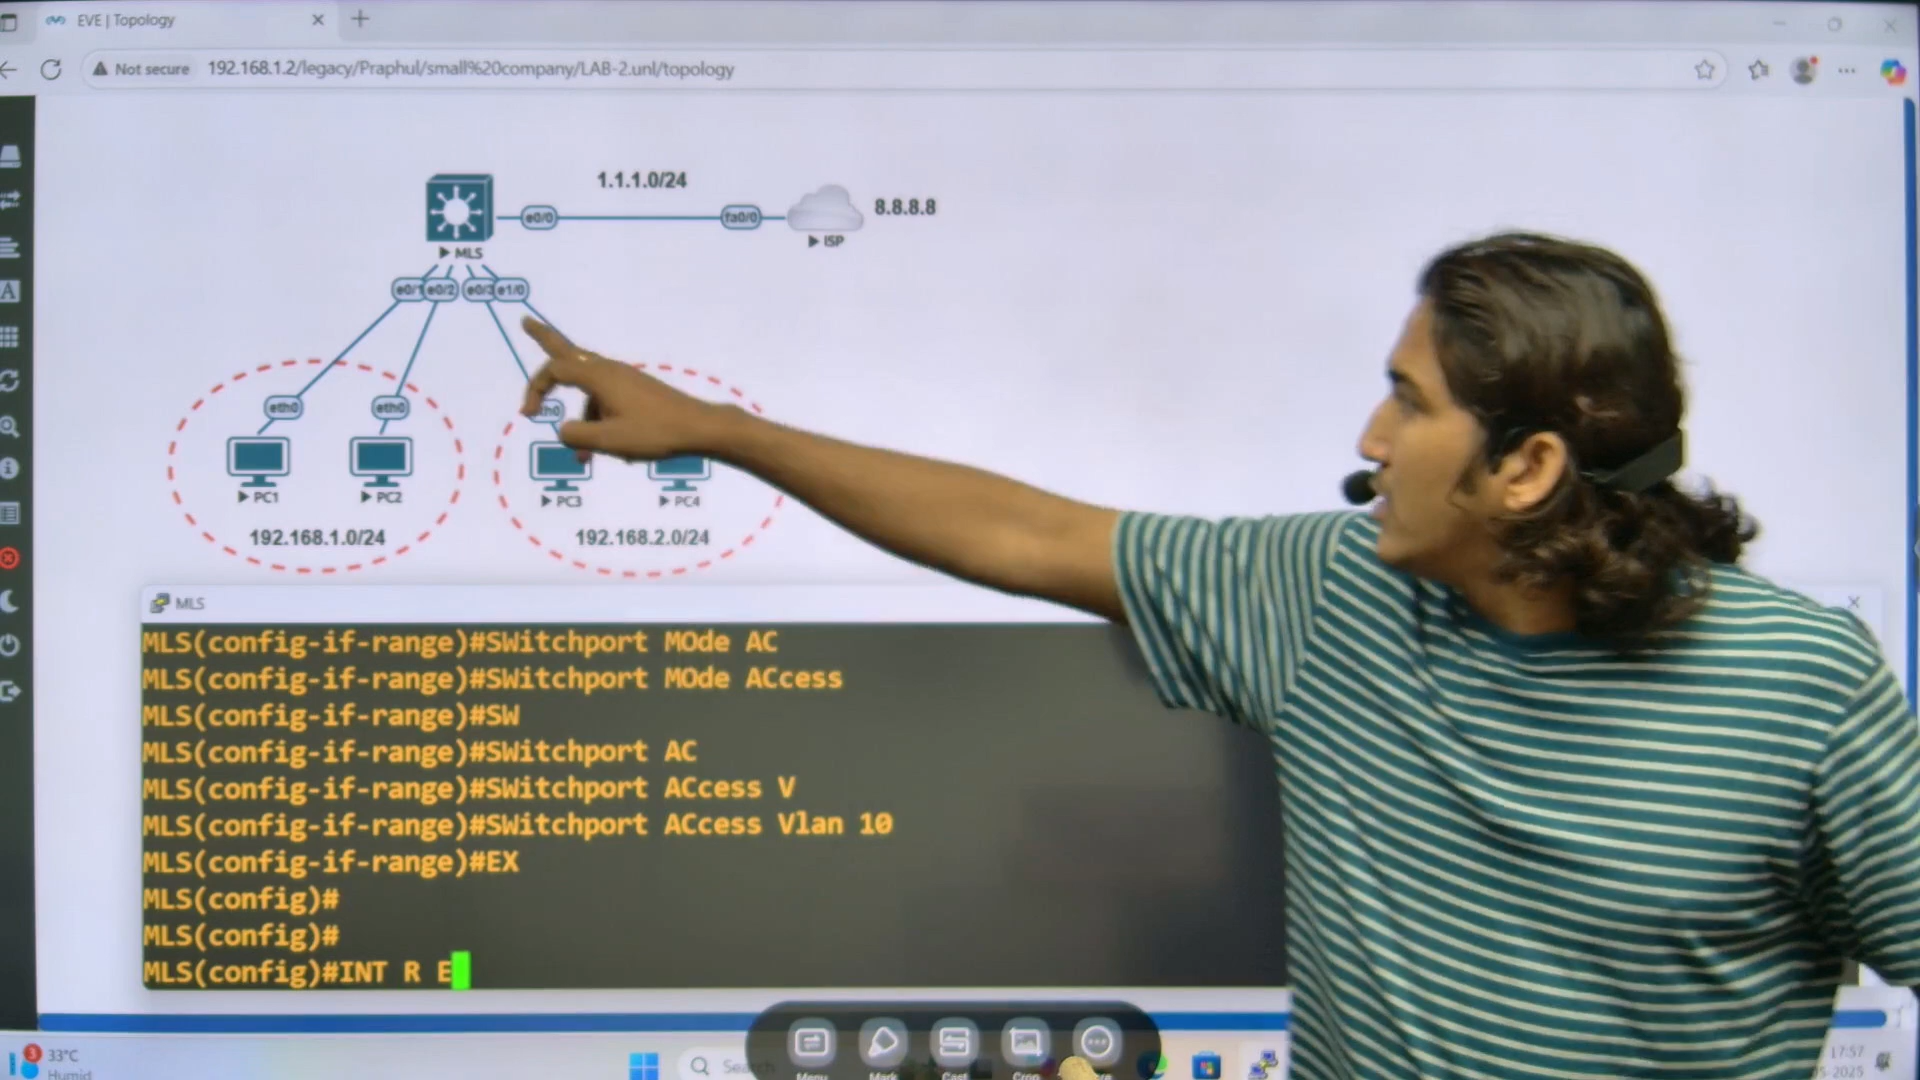 EVE | Topology
Not secure
192.168.1.2/legacy/Praphul/small%20company/LAB-2.unl/topology
1.1.1.0/24
e0/0
fa0/0
8.8.8.8
MLS
ISP
e0/1
e0/2
e0/3
e1/0
eth0
eth0
PC1
PC2
PC3
PC4
192.168.1.0/24
192.168.2.0/24
MLS
MLS(config-if-range)#SWitchport MOde AC
MLS(config-if-range)#SWitchport MOde ACcess
MLS(config-if-range)#SW
MLS(config-if-range)#SWitchport AC
MLS(config-if-range)#SWitchport ACcess V
MLS(config-if-range)#SWitchport ACcess Vlan 10
MLS(config-if-range)#EX
MLS(config)#
MLS(config)#
MLS(config)#INT R E
3
33°C
Humid
Menu
Mark
Cast
Crop
17:57